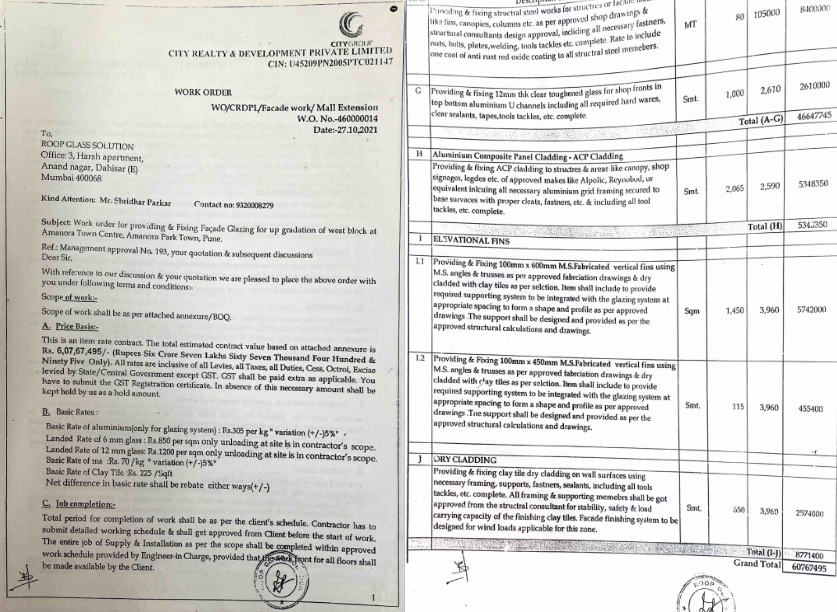 CITYGROUP
CITY REALTY & DEVELOPMENT PRIVATE LIMITED
CIN: U45209PN2005PTC021147
WORK ORDER
WO/CRDPL/Facade work/ Mall Extension
W.O. No.-460000014
Date:-27.10.2021
To,
ROOP GLASS SOLUTION
Office: 3, Harsh apartment,
Anand nagar, Dahisar (E)
Mumbai 400068
Kind Attention: Mr. Shridhar Parkar Contact no: 9320008279
Subject: Work order for providing & Fixing Façade Glazing for up gradation of west block at
Amanora Town Centre, Amanora Park Town, Pune.
Ref.: Management approval No. 193, your quotation & subsequent discussions
Dear Sir,
With reference to our discussion & your quotation we are pleased to place the above order with
you under following terms and conditions:-
Scope of work:-
Scope of work shall be as per attached annexure/BOQ.
A. Price Basis:-
This is an item rate contract. The total estimated contract value based on attached annexure is
Rs. 6,07,67,495/- (Rupees Six Crore Seven Lakhs Sixty Seven Thousand Four Hundred &
Ninety Five Only). All rates are inclusive of all Levies, all Taxes, all Duties, Cess, Octroi, Excise
levied by State/Central Government except GST. GST shall be paid extra as applicable. You
have to submit the GST Registration certificate. In absence of this necessary amount shall be
kept hold by us as a held amount.
B. Basic Rates :
Basic Rate of aluminium(only for glazing system) : Rs.305 per kg " variation (+/-)5%"
Landed Rate of 6 mm glass: Rs.850 per sqm only unloading at site is in contractor's scope.
Landed Rate of 12 mm glass: Rs.1200 per sqm only unloading at site is in contractor's scope.
Basic Rate of ms :Rs.70/kg " variation (+/-)5%"
Basic Rate of Clay Tile :Rs. 225 /Sqft
Net difference in basic rate shall be rebate either ways(+/-)
C. Job completion:-
Total period for completion of work shall be as per the client's schedule. Contractor has to
submit detailed working schedule & shall get approved from Client before the start of work.
The entire job of Supply & Installation as per the scope shall be completed within approved
work schedule provided by Engineer-in Charge, provided that the work front for all floors shall
be made available by the Client.
1
Providing & fixing structral steel works for structres or facade
like fins, canopies, columns etc. as per approved shop drawings &
structural consultants design approval, incliding all necessary fastners,
nuts, bolts, plates,welding, tools tackles etc. complete. Rate to include
one coat of anti rust red oxide coating to all structral steel memebers.
MT 80 105000 8400000
G Providing & fixing 12mm thk clear toughened glass for shop fronts in
top bottom aluminium U channels including all required hard wares,
clear sealants, tapes,tools tackles, etc. complete.
Smt. 1,000 2,610 2610000
Total (A-G) 46647745
H Aluminium Composite Panel Cladding - ACP Cladding
Providing & fixing ACP cladding to structres & areas like canopy, shop
signages, legdes etc. of approved makes like Alpolic, Reynobud, or
equivalent inlcuing all necessary aluminium grid framing secured to
base survaces with proper cleats, fastners, etc. & including all tool
tackles, etc. complete.
Smt. 2,065 2,590 5348350
Total (H) 5348350
I ELEVATIONAL FINS
I.1 Providing & Fixing 100mm x 600mm M.S.Fabricated vertical fins using
M.S. angles & trusses as per approved fabrciation drawings & dry
cladded with clay tiles as per selction. Item shall include to provide
required supporting system to be integrated with the glazing system at
appropriate spacing to form a shape and profile as per approved
drawings .The support shall be designed and provided as per the
approved structural calculations and drawings.
Sqm 1,450 3,960 5742000
I.2 Providing & Fixing 100mm x 450mm M.S.Fabricated vertical fins using
M.S. angles & trusses as per approved fabrciation drawings & dry
cladded with clay tiles as per selction. Item shall include to provide
required supporting system to be integrated with the glazing system at
appropriate spacing to form a shape and profile as per approved
drawings .The support shall be designed and provided as per the
approved structural calculations and drawings.
Smt. 115 3,960 455400
J DRY CLADDING
Providing & fixing clay tile dry cladding on wall surfaces using
necessary framing, supports, fastners, sealants, including all tools
tackles, etc. complete. All framing & supporting memebrs shall be got
approved from the structural consultant for stability, safety & load
carrying capacity of the finishing clay tiles. Facade finishing system to be
designed for wind loads applicable for this zone.
Smt. 650 3,960 2574000
Total (I-J) 8771400
Grand Total 60767495